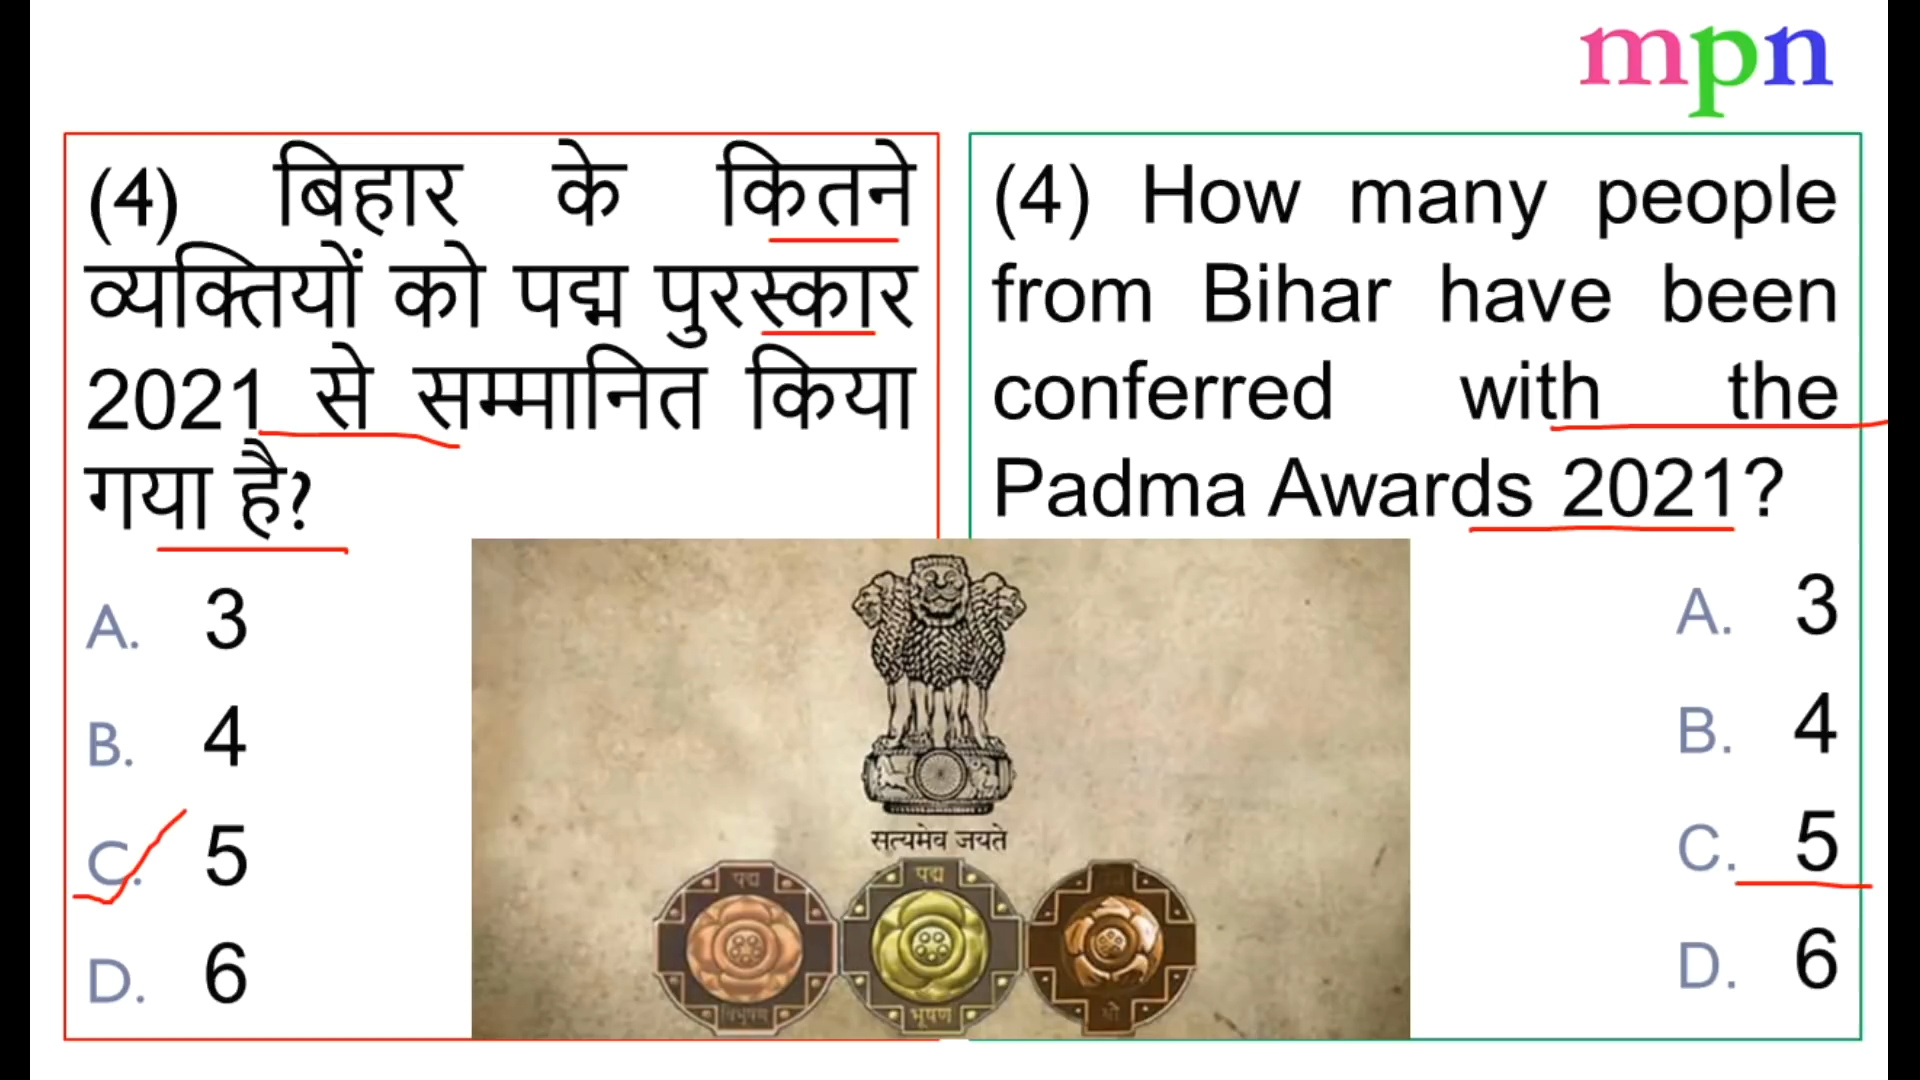 mpn
(4) बिहार के कितने
व्यक्तियों को पद्म पुरस्कार
2021 से सम्मानित किया
गया है?
A. 3
B. 4
C. 5
D. 6
(4) How many people
from Bihar have been
conferred with the
Padma Awards 2021?
A. 3
B. 4
C. 5
D. 6
सत्यमेव जयते
पद्म
पद्म
विभूषण
भूषण
श्री